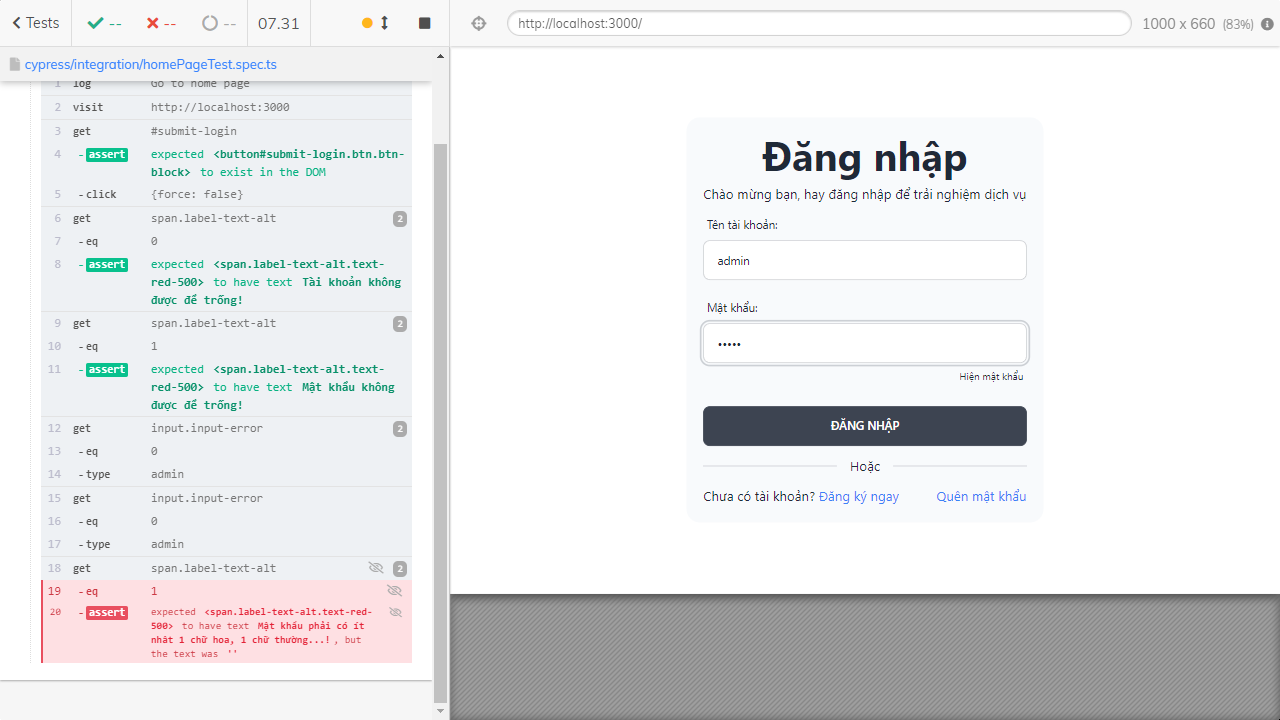 Tests
--
--
--
07.31
http://localhost:3000/
1000 x 660 (83%)
cypress/integration/homePageTest.spec.ts
1 log Go to home page
2 visit http://localhost:3000
3 get #submit-login
4 -assert expected <button#submit-login.btn.btn-
block> to exist in the DOM
5 -click {force: false}
6 get span.label-text-alt 2
7 -eq 0
8 -assert expected <span.label-text-alt.text-
red-500> to have text Tài khoản không
được để trống!
9 get span.label-text-alt 2
10 -eq 1
11 -assert expected <span.label-text-alt.text-
red-500> to have text Mật khẩu không
được để trống!
12 get input.input-error 2
13 -eq 0
14 -type admin
15 get input.input-error
16 -eq 0
17 -type admin
18 get span.label-text-alt 2
19 -eq 1
20 -assert expected <span.label-text-alt.text-red-
500> to have text Mật khẩu phải có ít
nhất 1 chữ hoa, 1 chữ thường...!, but
the text was ''
Đăng nhập
Chào mừng bạn, hay đăng nhập để trải nghiệm dịch vụ
Tên tài khoản:
admin
Mật khẩu:
•••••
Hiện mật khẩu
ĐĂNG NHẬP
Hoặc
Chưa có tài khoản? Đăng ký ngay
Quên mật khẩu